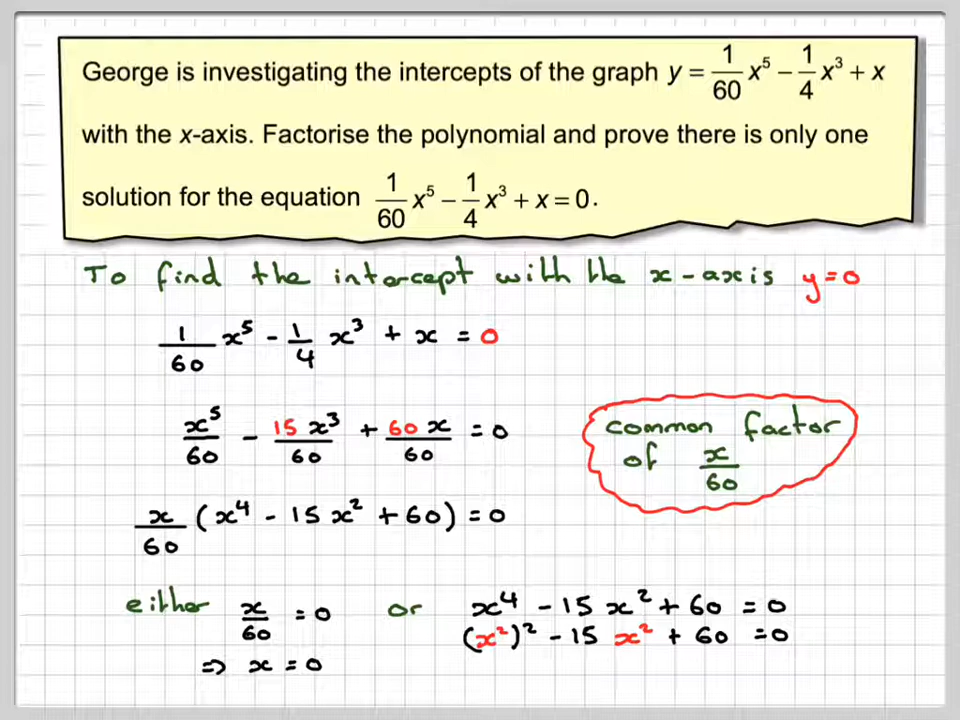 George is investigating the intercepts of the graph y = 1/60 x⁵ − 1/4 x³ + x
with the x-axis. Factorise the polynomial and prove there is only one
solution for the equation 1/60 x⁵ − 1/4 x³ + x = 0.
To find the intercept with the x-axis y=0
1/60 x⁵ - 1/4 x³ + x = 0
x⁵/60 - 15x³/60 + 60x/60 = 0
common factor
of x/60
x/60 (x⁴ - 15x² + 60) = 0
either x/60 = 0 or x⁴ - 15x² + 60 = 0
(x²)² - 15x² + 60 = 0
⇒ x = 0